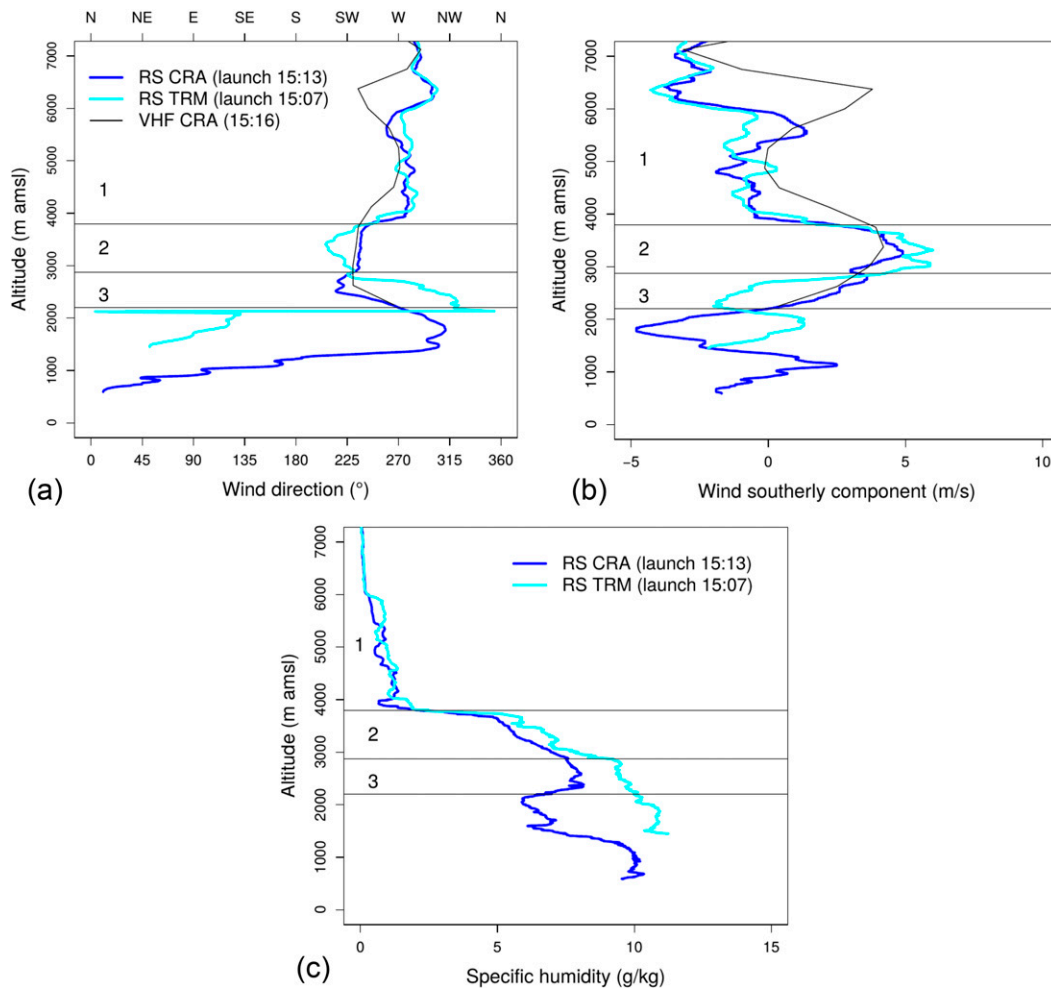 N NE E SE S SW W NW N
Altitude (m amsl)
0 1000 2000 3000 4000 5000 6000 7000
RS CRA (launch 15:13)
RS TRM (launch 15:07)
VHF CRA (15:16)
1
2
3
0 45 90 135 180 225 270 315 360
Wind direction (°)
(a)
Altitude (m amsl)
0 1000 2000 3000 4000 5000 6000 7000
1
2
3
−5 0 5 10
Wind southerly component (m/s)
(b)
Altitude (m amsl)
0 1000 2000 3000 4000 5000 6000 7000
RS CRA (launch 15:13)
RS TRM (launch 15:07)
1
2
3
0 5 10 15
Specific humidity (g/kg)
(c)